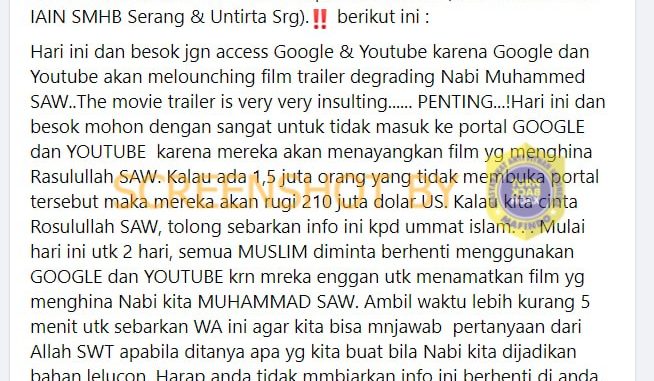 IAIN SMHB Serang & Untirta Srg).‼️ berikut ini :
Hari ini dan besok jgn access Google & Youtube karena Google dan
Youtube akan melounching film trailer degrading Nabi Muhammed
SAW..The movie trailer is very very insulting...... PENTING...!Hari ini dan
besok mohon dengan sangat untuk tidak masuk ke portal GOOGLE
dan YOUTUBE karena mereka akan menayangkan film yg menghina
Rasulullah SAW. Kalau ada 1,5 juta orang yang tidak membuka portal
tersebut maka mereka akan rugi 210 juta dolar US. Kalau kita cinta
Rosulullah SAW, tolong sebarkan info ini kpd ummat islam. . . Mulai
hari ini utk 2 hari, semua MUSLIM diminta berhenti menggunakan
GOOGLE dan YOUTUBE krn mreka enggan utk menamatkan film yg
menghina Nabi kita MUHAMMAD SAW. Ambil waktu lebih kurang 5
menit utk sebarkan WA ini agar kita bisa mnjawab pertanyaan dari
Allah SWT apabila ditanya apa yg kita buat bila Nabi kita dijadikan
bahan lelucon. Harap anda tidak mmbiarkan info ini berhenti di anda
SCREENSHOT BY
MAFINDO